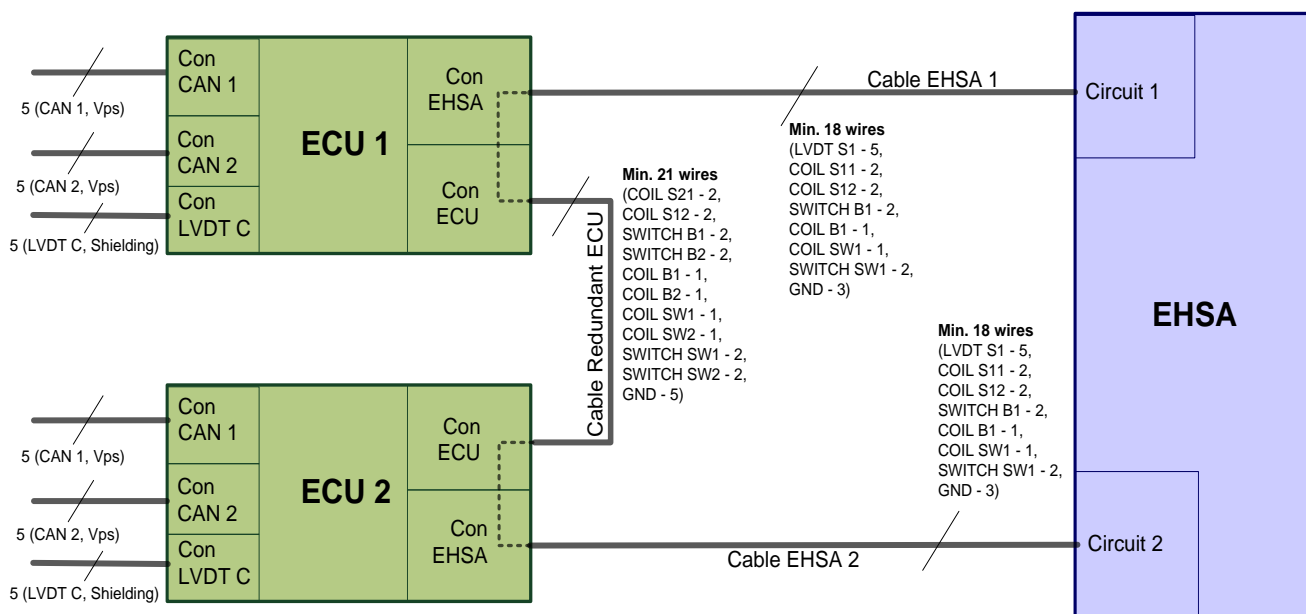 Con
CAN 1
5 (CAN 1, Vps)
Con
CAN 2
5 (CAN 2, Vps)
Con
LVDT C
5 (LVDT C, Shielding)
ECU 1
Con
EHSA
Con
ECU
Cable EHSA 1
Min. 18 wires
(LVDT S1 - 5,
COIL S11 - 2,
COIL S12 - 2,
SWITCH B1 - 2,
COIL B1 - 1,
COIL SW1 - 1,
SWITCH SW1 - 2,
GND - 3)
Circuit 1
Cable Redundant ECU
Min. 21 wires
(COIL S21 - 2,
COIL S12 - 2,
SWITCH B1 - 2,
SWITCH B2 - 2,
COIL B1 - 1,
COIL B2 - 1,
COIL SW1 - 1,
COIL SW2 - 1,
SWITCH SW1 - 2,
SWITCH SW2 - 2,
GND - 5)
EHSA
Con
CAN 1
5 (CAN 1, Vps)
Con
CAN 2
5 (CAN 2, Vps)
Con
LVDT C
5 (LVDT C, Shielding)
ECU 2
Con
ECU
Con
EHSA
Min. 18 wires
(LVDT S1 - 5,
COIL S11 - 2,
COIL S12 - 2,
SWITCH B1 - 2,
COIL B1 - 1,
COIL SW1 - 1,
SWITCH SW1 - 2,
GND - 3)
Cable EHSA 2
Circuit 2